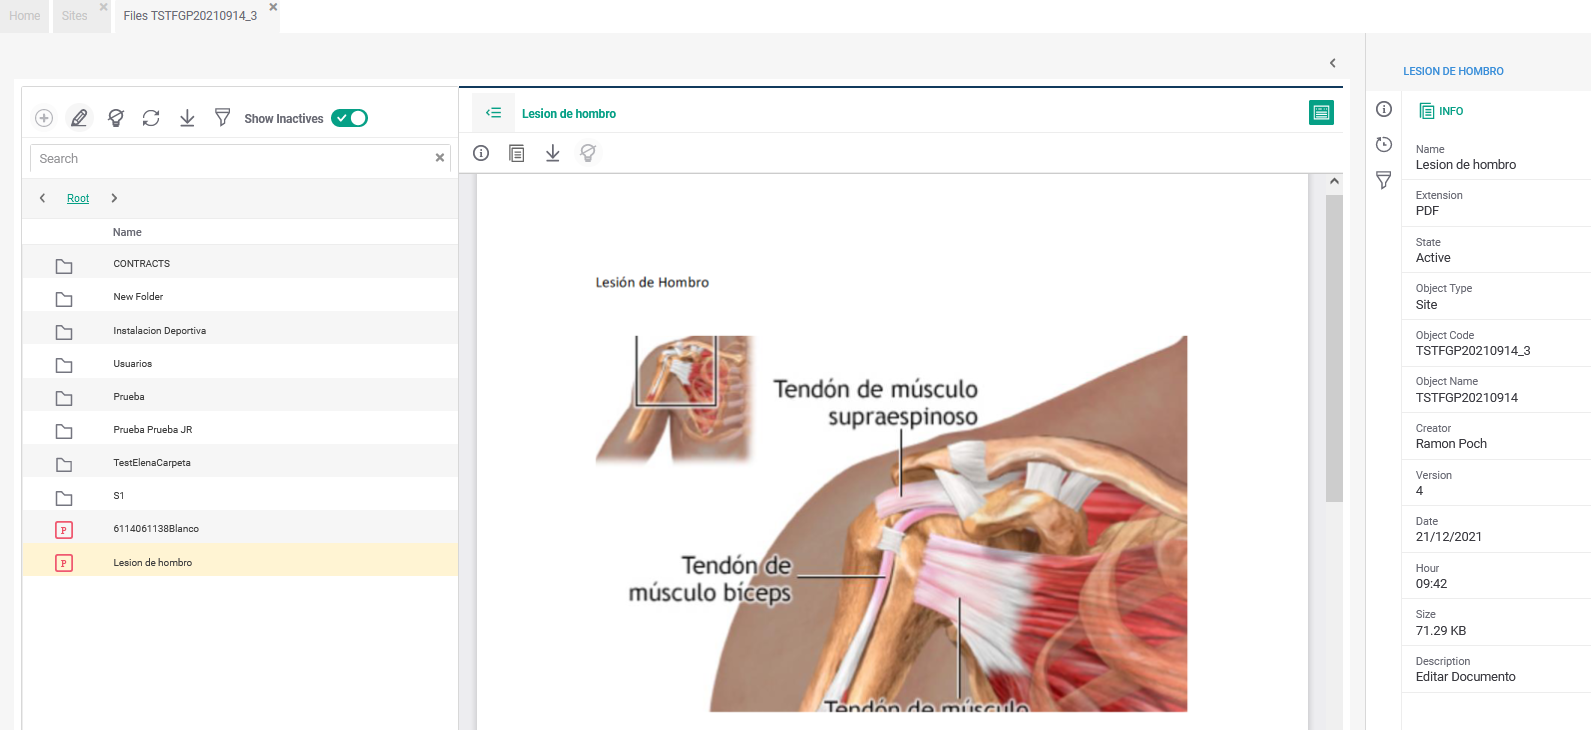 Home
Sites
Files TSTFGP20210914_3
Show Inactives
Search
Root
Name
CONTRACTS
New Folder
Instalacion Deportiva
Usuarios
Prueba
Prueba Prueba JR
TestElenaCarpeta
S1
P
6114061138Blanco
P
Lesion de hombro
Lesion de hombro
Lesión de Hombro
Tendón de músculo
supraespinoso
Tendón de
músculo bíceps
Tendón de músculo
LESION DE HOMBRO
INFO
Name
Lesion de hombro
Extension
PDF
State
Active
Object Type
Site
Object Code
TSTFGP20210914_3
Object Name
TSTFGP20210914
Creator
Ramon Poch
Version
4
Date
21/12/2021
Hour
09:42
Size
71.29 KB
Description
Editar Documento